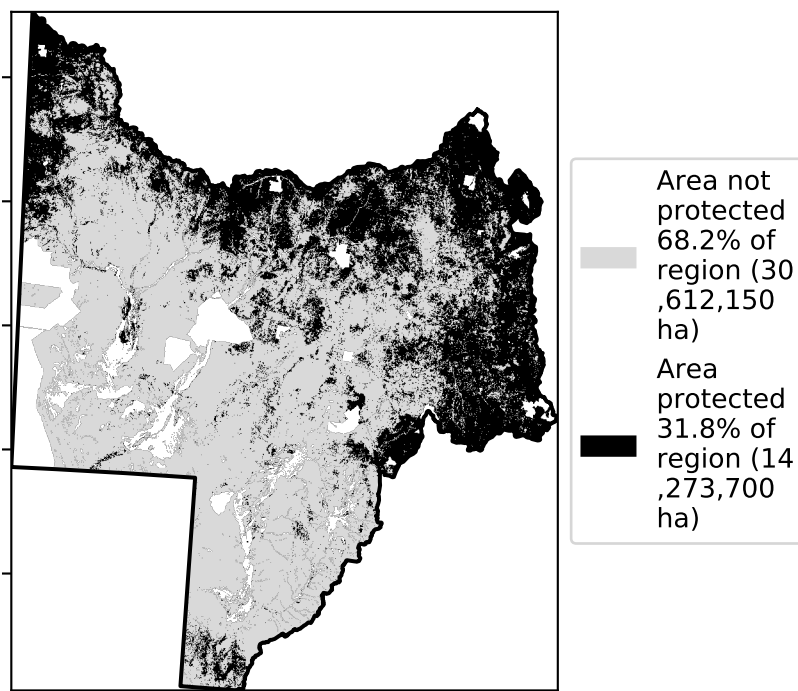 Area not
protected
68.2% of
region (30
,612,150
ha)
Area
protected
31.8% of
region (14
,273,700
ha)